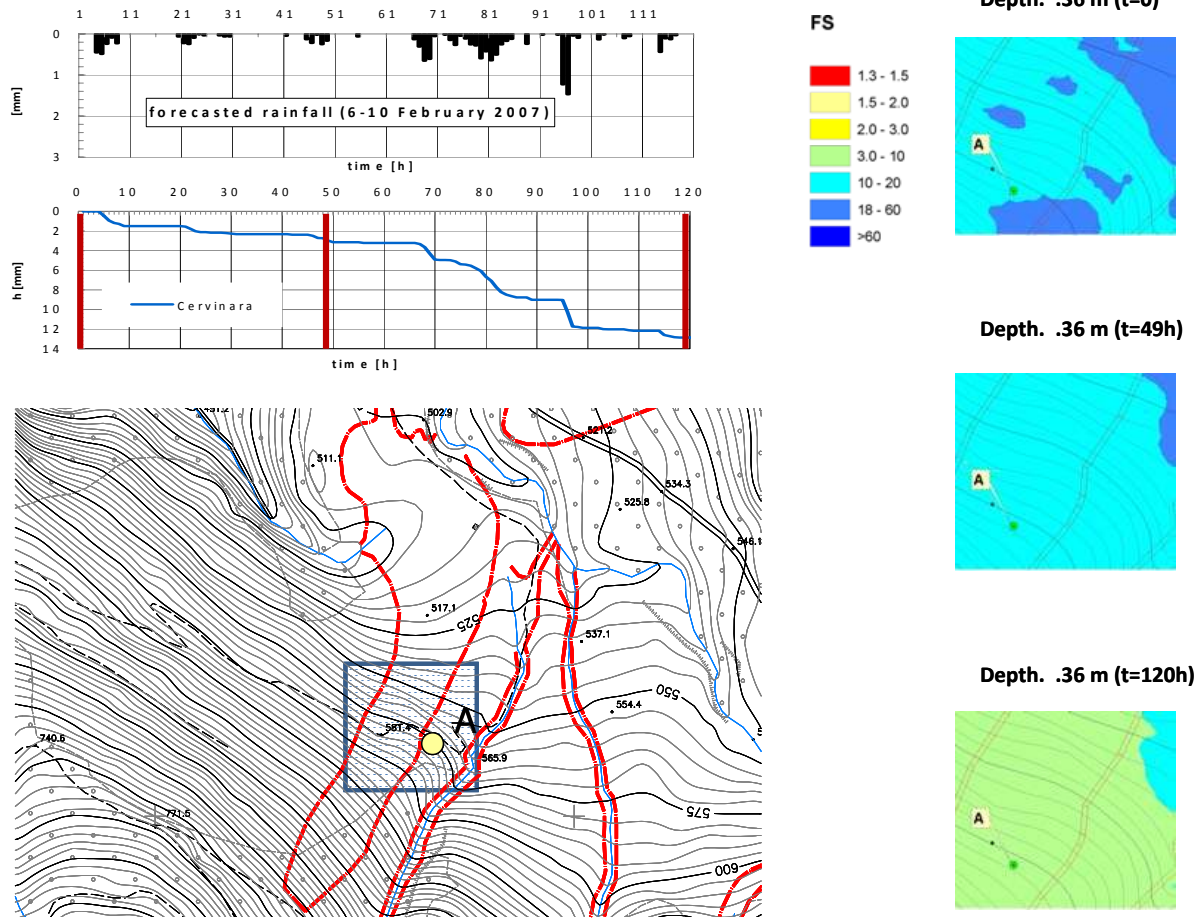 1 11 21 31 41 51 61 71 81 91 101 111
0
1
2
3
[mm]
forecasted rainfall (6-10 February 2007)
time [h]
0 10 20 30 40 50 60 70 80 90 100 110 120
0
2
4
6
8
10
12
14
h [mm]
Cervinara
time [h]
FS
1.3 - 1.5
1.5 - 2.0
2.0 - 3.0
3.0 - 10
10 - 20
18 - 60
>60
Depth. .36 m (t=0)
A
Depth. .36 m (t=49h)
A
Depth. .36 m (t=120h)
A
502.9
511.1
534.3
525.8
517.1
525
537.1
550
554.4
A
565.9
740.6
771.5
575
600